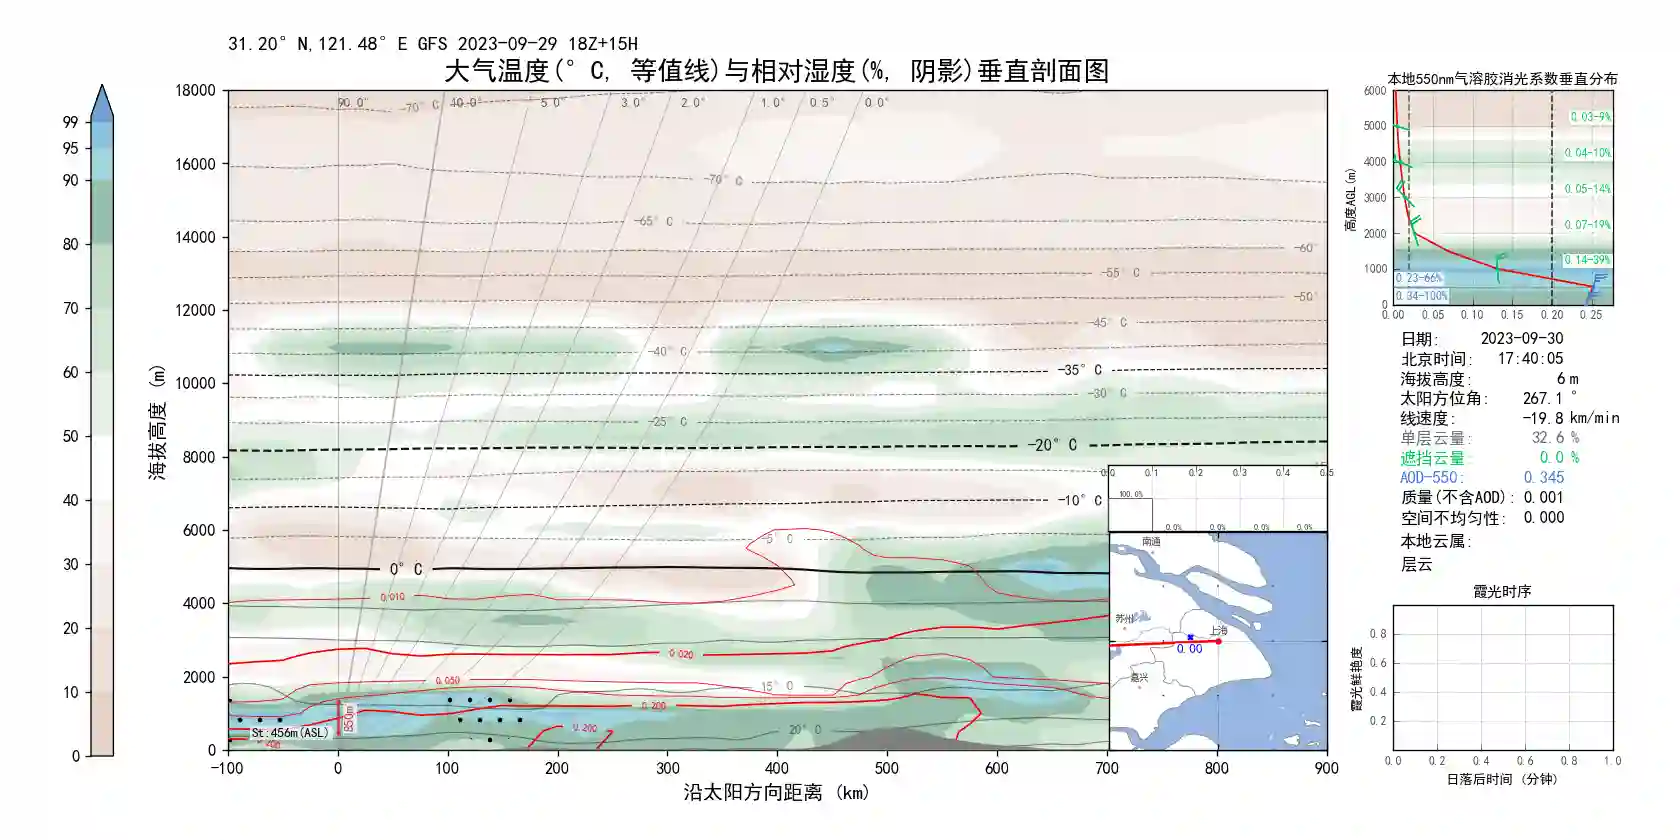 31.20° N,121.48° E GFS 2023-09-29 18Z+15H
大气温度(° C, 等值线)与相对湿度(%, 阴影)垂直剖面图
99
95
90
80
70
60
50
40
30
20
10
0
海拔高度 (m)
18000
16000
14000
12000
10000
8000
6000
4000
2000
0
90.0° -70° C 40.0° 5.0° 3.0° 2.0° 1.0° 0.5° 0.0°
-70° C
-65° C
-60°
-55° C
-50°
-45° C
-40° C
-35° C
-30° C
-25° C
-20° C
-10° C
-5° C
0° C
0.010
0.020
0.050
15° C
0.200
0.200
20° C
850m
St:456m(ASL)
0.200
-100 0 100 200 300 400 500 600 700 800 900
沿太阳方向距离 (km)
0.0 0.1 0.2 0.3 0.4 0.5
100.0%
0.0% 0.0% 0.0% 0.0%
南通
苏州
上海
0.00
嘉兴
本地550nm气溶胶消光系数垂直分布
高度AGL(m)
6000
5000
4000
3000
2000
1000
0
0.03-9%
0.04-10%
0.05-14%
0.07-19%
0.14-39%
0.23-66%
0.34-100%
0.00 0.05 0.10 0.15 0.20 0.25
日期: 2023-09-30
北京时间: 17:40:05
海拔高度: 6 m
太阳方位角: 267.1 °
线速度: -19.8 km/min
单层云量: 32.6 %
遮挡云量: 0.0 %
AOD-550: 0.345
质量(不含AOD): 0.001
空间不均匀性: 0.000
本地云属:
层云
霞光时序
霞光鲜艳度
0.8
0.6
0.4
0.2
0.0 0.2 0.4 0.6 0.8 1.0
日落后时间 (分钟)